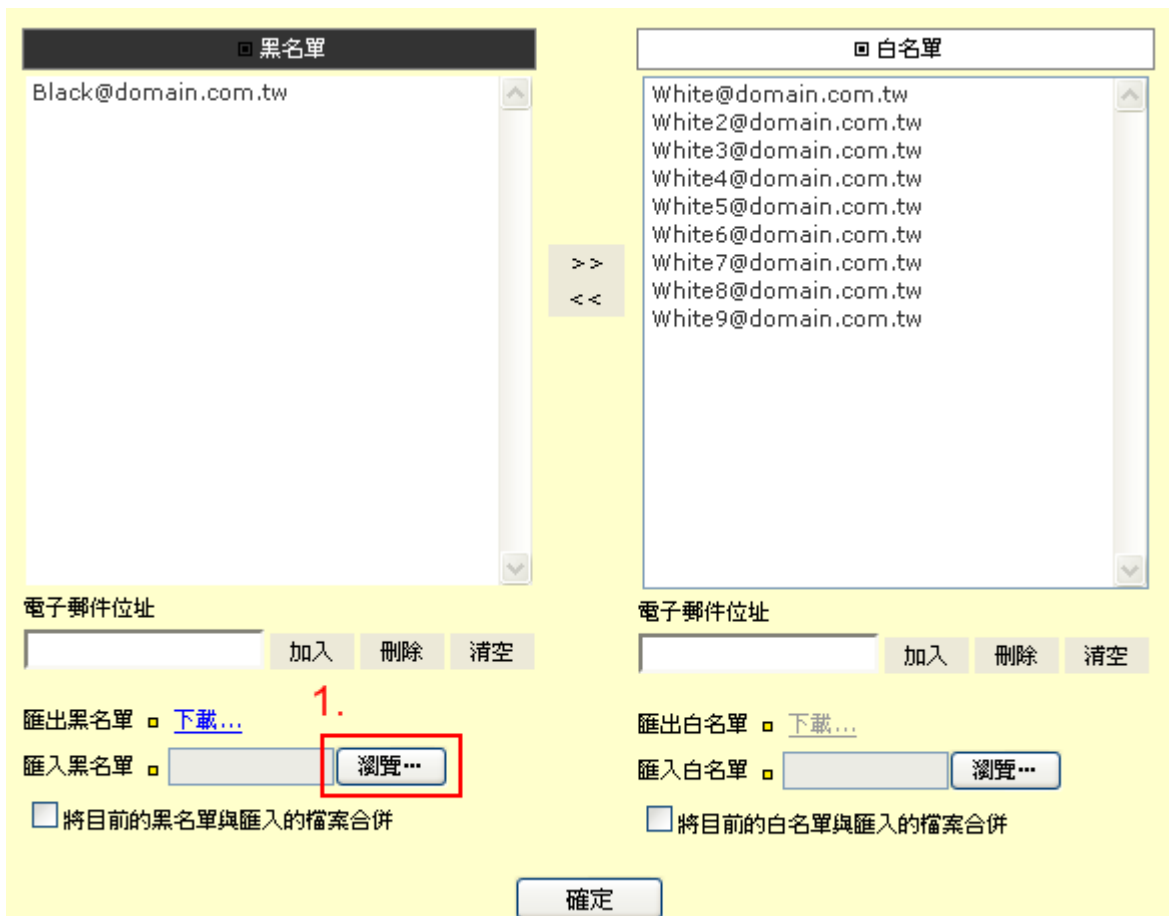 黑名單
Black@domain.com.tw
電子郵件位址
加入 刪除 清空
匯出黑名單 下載...
1.
匯入黑名單 瀏覽…
將目前的黑名單與匯入的檔案合併
>>
<<
白名單
White@domain.com.tw
White2@domain.com.tw
White3@domain.com.tw
White4@domain.com.tw
White5@domain.com.tw
White6@domain.com.tw
White7@domain.com.tw
White8@domain.com.tw
White9@domain.com.tw
電子郵件位址
加入 刪除 清空
匯出白名單 下載...
匯入白名單 瀏覽…
將目前的白名單與匯入的檔案合併
確定